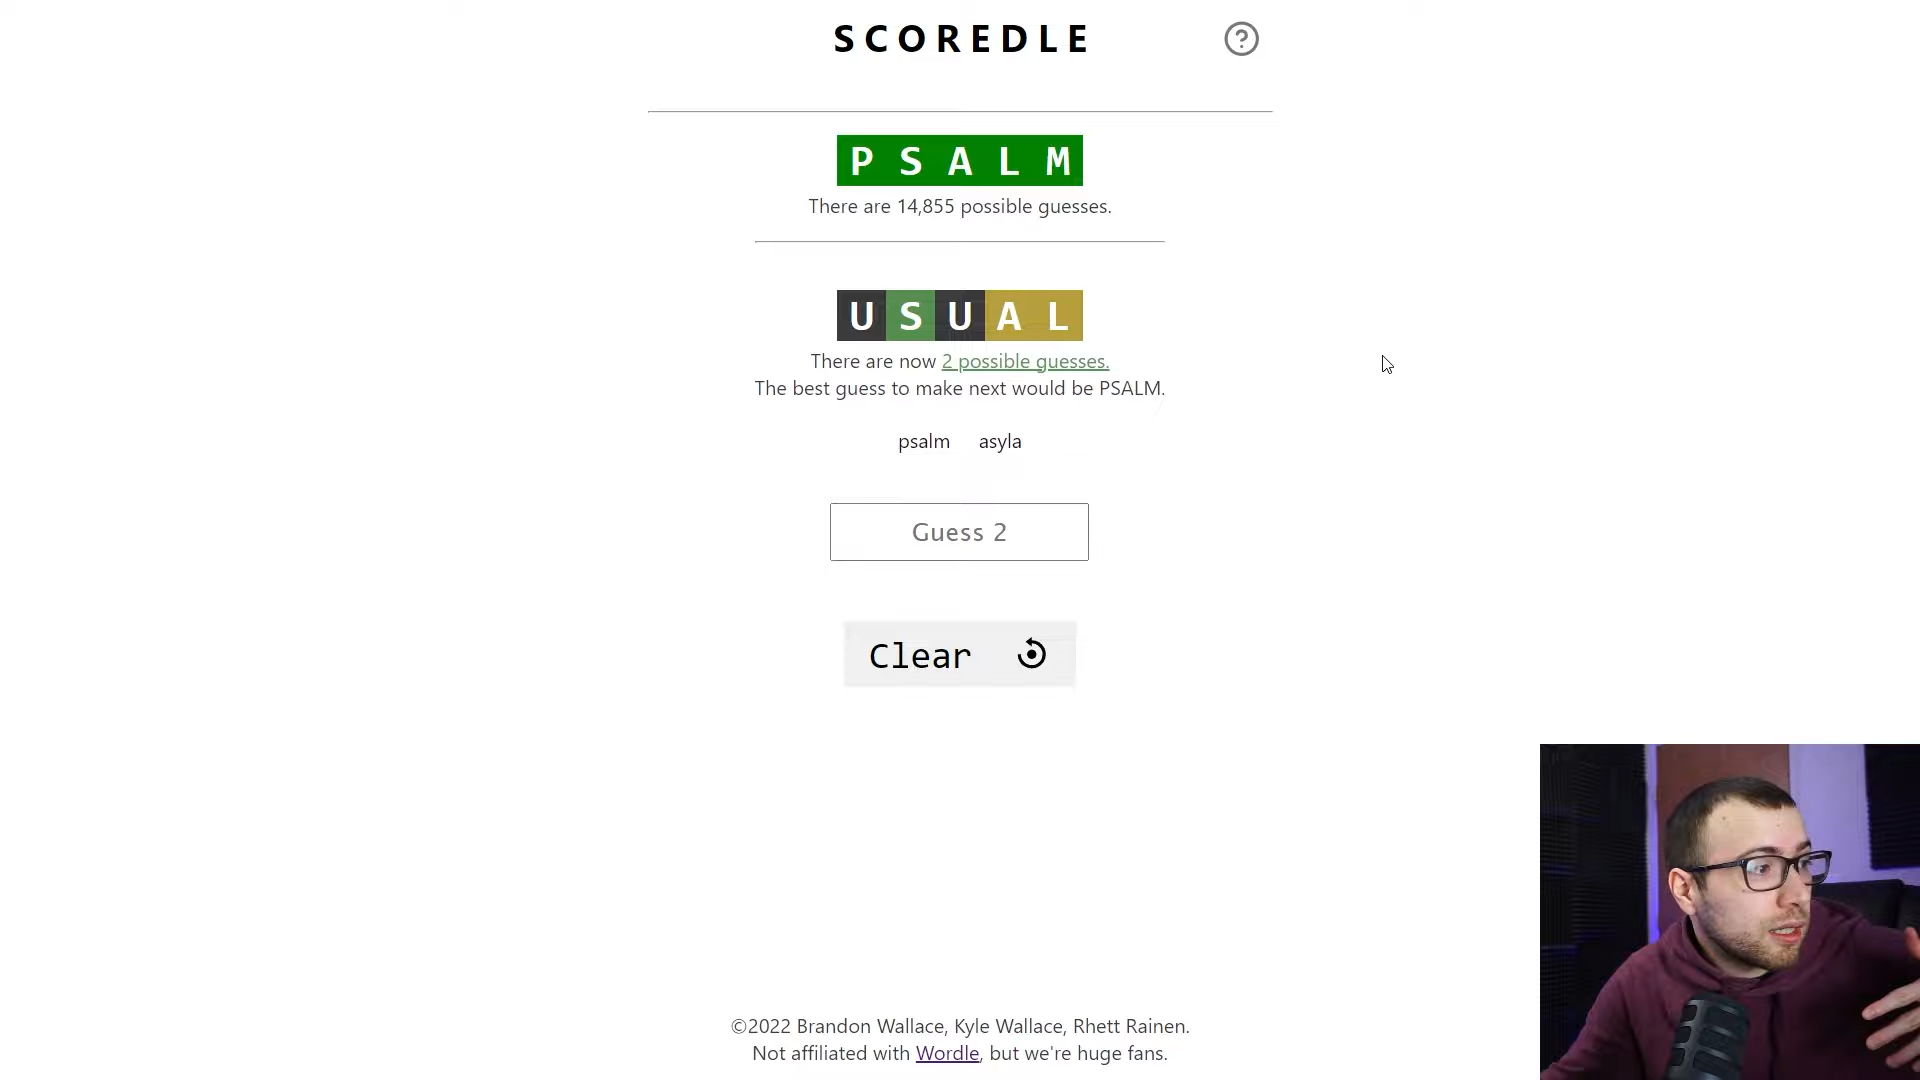 SCOREDLE
PSALM
There are 14,855 possible guesses.
USUAL
There are now 2 possible guesses.
The best guess to make next would be PSALM.
psalm asyla
Guess 2
Clear
©2022 Brandon Wallace, Kyle Wallace, Rhett Rainen.
Not affiliated with Wordle, but we're huge fans.